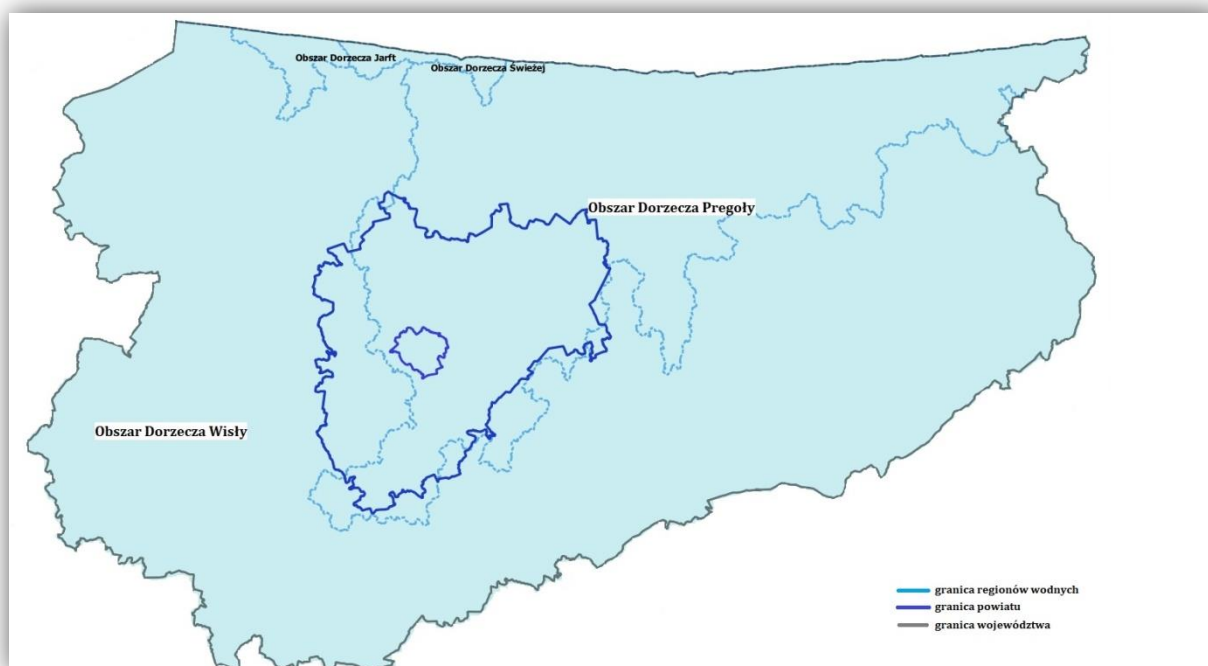 Obszar Dorzecza Jarft
Obszar Dorzecza Świeżej
Obszar Dorzecza Pregoły
Obszar Dorzecza Wisły
granica regionów wodnych
granica powiatu
granica województwa